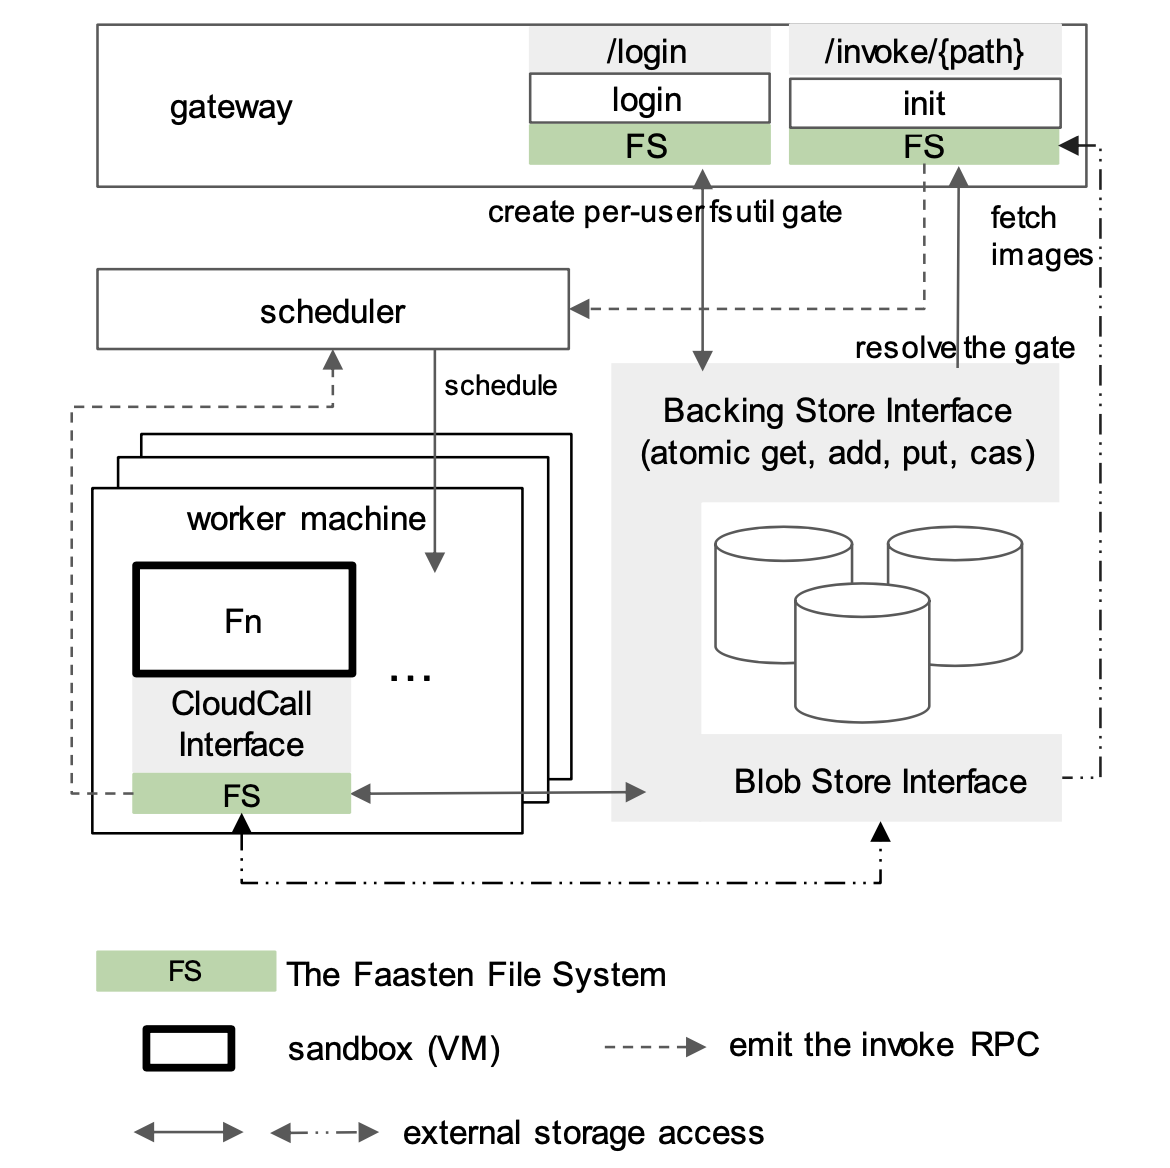 /login
/invoke/{path}
gateway
login
init
FS
FS
create per-user fsutil gate
fetch
images
scheduler
resolve the gate
schedule
Backing Store Interface
(atomic get, add, put, cas)
worker machine
Fn
...
CloudCall
Interface
FS
Blob Store Interface
FS
The Faasten File System
sandbox (VM)
emit the invoke RPC
external storage access